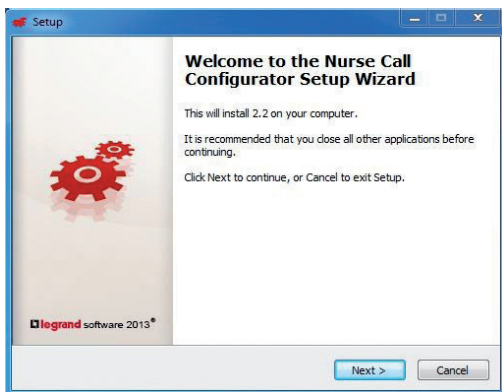 Setup
Welcome to the Nurse Call
Configurator Setup Wizard
This will install 2.2 on your computer.
It is recommended that you close all other applications before
continuing.
Click Next to continue, or Cancel to exit Setup.
legrand software 2013®
Next >
Cancel